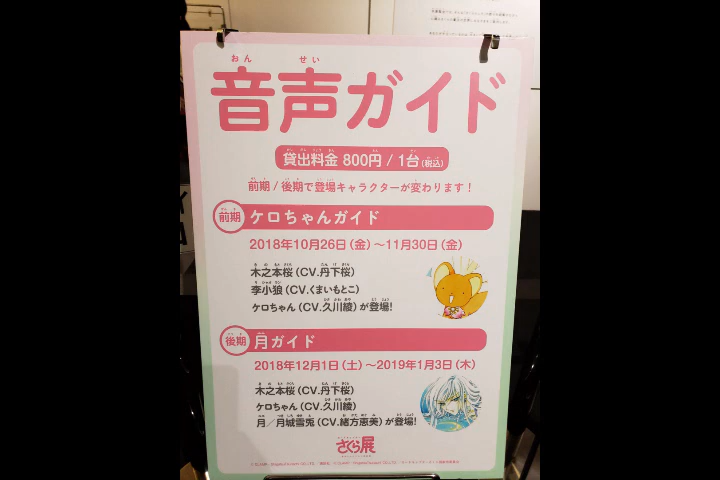 おん せい
音声ガイド
貸出料金 800円 / 1台(税込)
前期 / 後期で登場キャラクターが変わります！
前期 ケロちゃんガイド
2018年10月26日(金)～11月30日(金)
木之本桜(CV.丹下桜)
李小狼(CV.くまいもとこ)
ケロちゃん(CV.久川綾)が登場!
後期 月ガイド
2018年12月1日(土)～2019年1月3日(木)
木之本桜(CV.丹下桜)
ケロちゃん(CV.久川綾)
月／月城雪兎(CV.緒方恵美)が登場!
さくら展